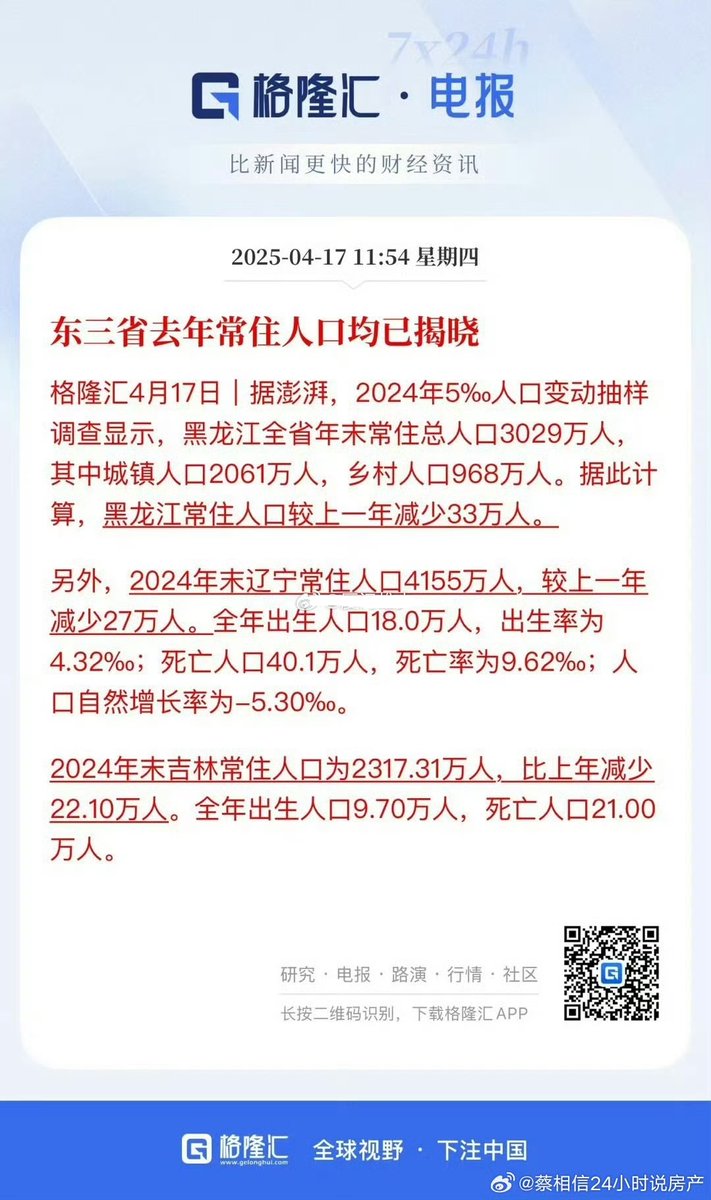 7x24h
格隆汇·电报
比新闻更快的财经资讯
2025-04-17 11:54 星期四
东三省去年常住人口均已揭晓
格隆汇4月17日｜据澎湃，2024年5‰人口变动抽样
调查显示，黑龙江全省年末常住总人口3029万人，
其中城镇人口2061万人，乡村人口968万人。据此计
算，黑龙江常住人口较上一年减少33万人。
另外，2024年末辽宁常住人口4155万人，较上一年
减少27万人。全年出生人口18.0万人，出生率为
4.32‰；死亡人口40.1万人，死亡率为9.62‰；人
口自然增长率为-5.30‰。
2024年末吉林常住人口为2317.31万人，比上年减少
22.10万人。全年出生人口9.70万人，死亡人口21.00
万人。
研究·电报·路演·行情·社区
长按二维码识别，下载格隆汇APP
格隆汇 全球视野·下注中国
www.gelonghui.com
@蔡相信24小时说房产